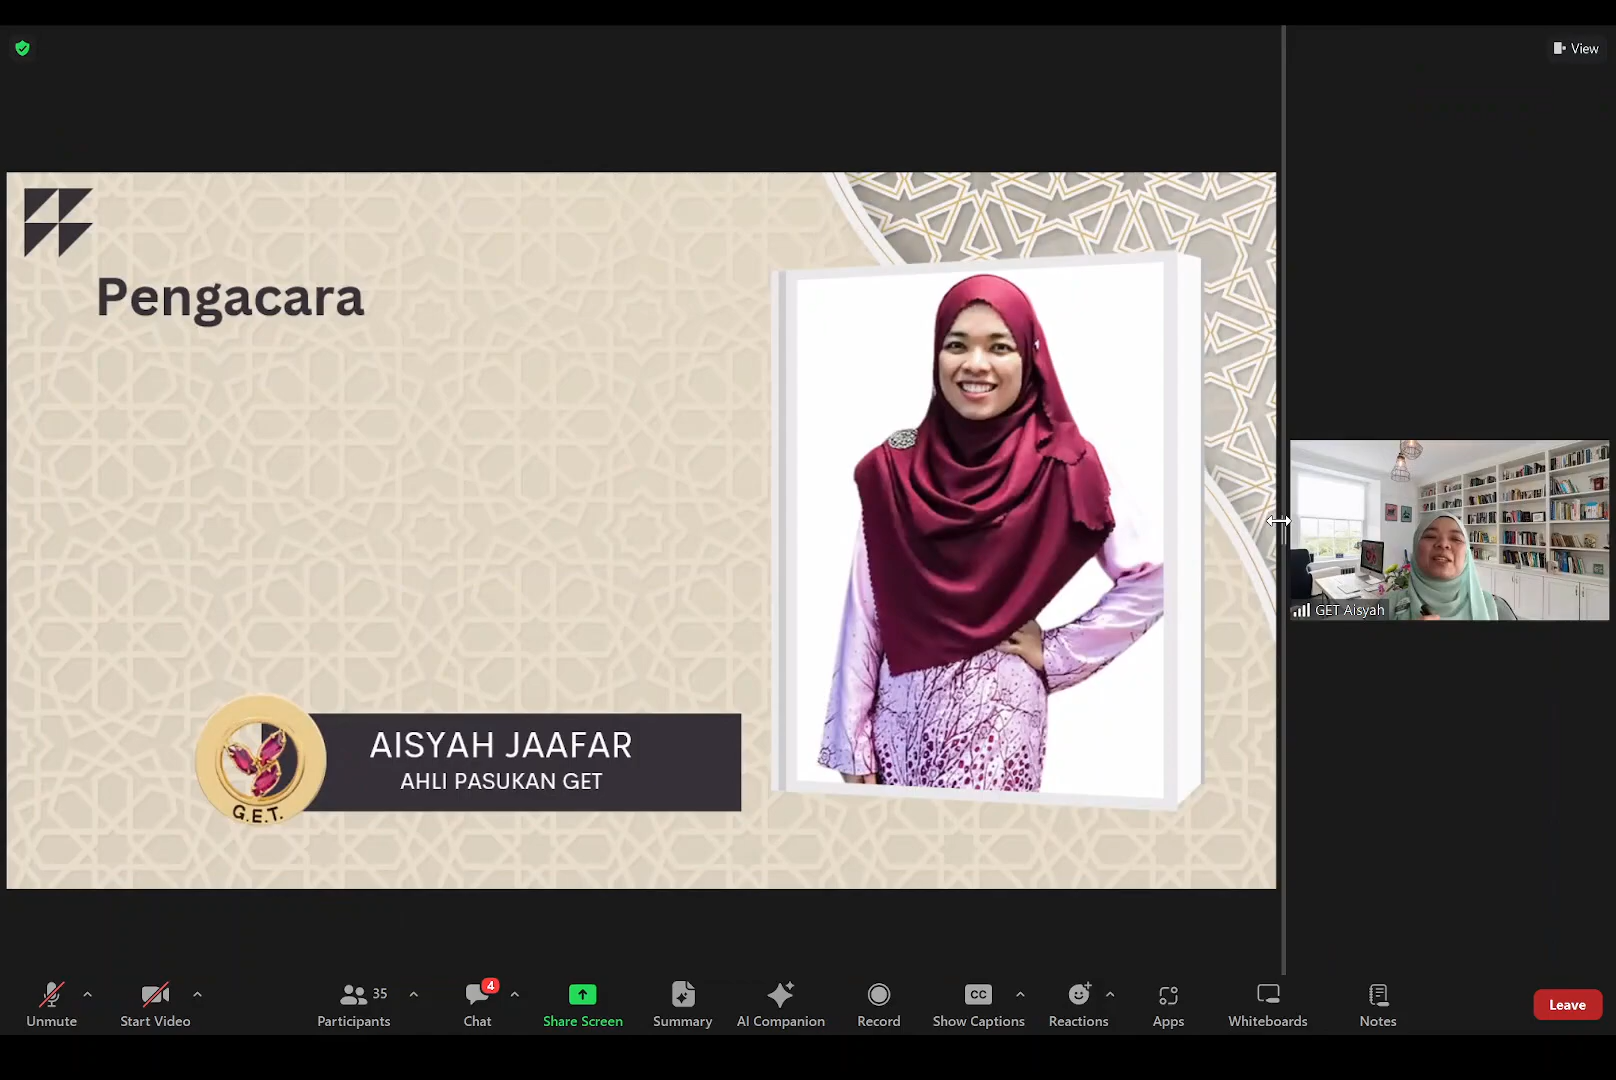 View
Pengacara
AISYAH JAAFAR
AHLI PASUKAN GET
G.E.T.
GET Aisyah
35
4
CC
Unmute
Start Video
Participants
Chat
Share Screen
Summary
AI Companion
Record
Show Captions
Reactions
Apps
Whiteboards
Notes
Leave